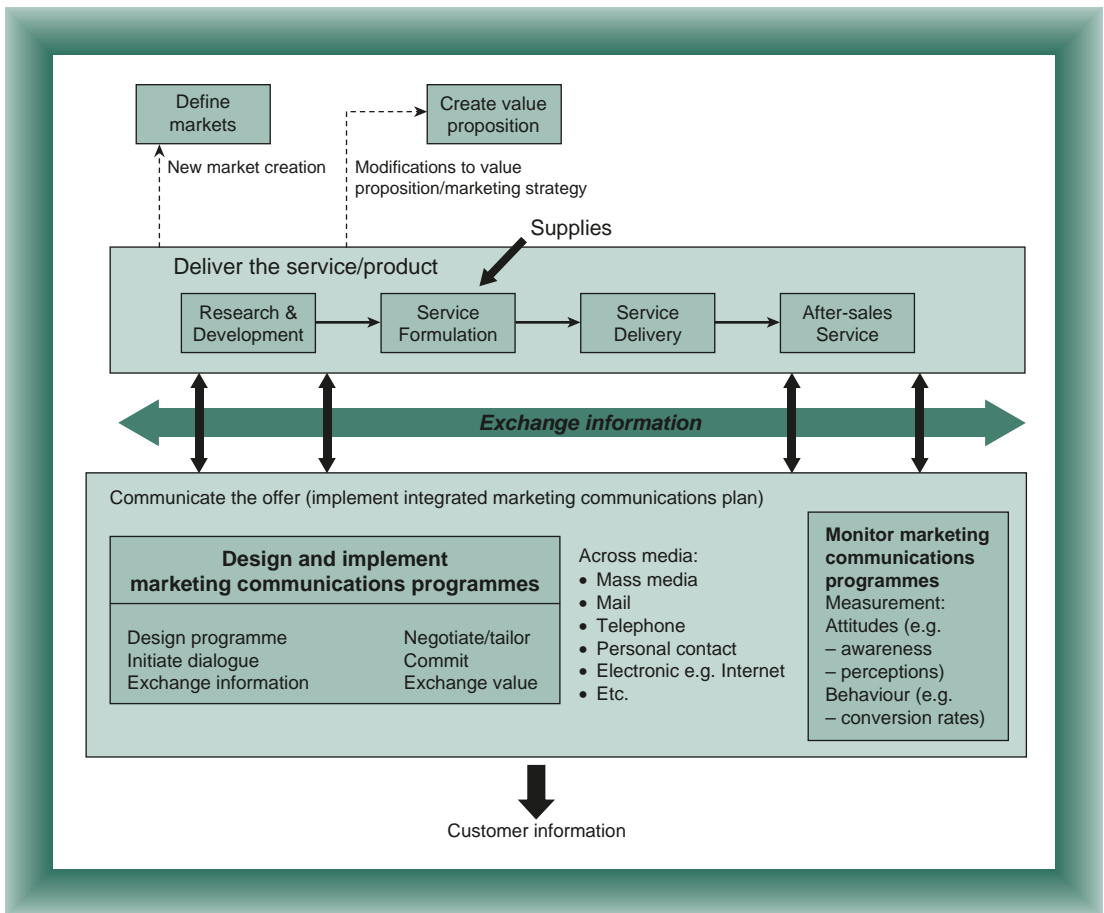 Define
markets
Create value
proposition
New market creation
Modifications to value
proposition/marketing strategy
Supplies
Deliver the service/product
Research &
Development
Service
Formulation
Service
Delivery
After-sales
Service
Exchange information
Communicate the offer (implement integrated marketing communications plan)
Design and implement
marketing communications programmes
Design programme
Initiate dialogue
Exchange information
Negotiate/tailor
Commit
Exchange value
Across media:
• Mass media
• Mail
• Telephone
• Personal contact
• Electronic e.g. Internet
• Etc.
Monitor marketing
communications
programmes
Measurement:
Attitudes (e.g.
– awareness
– perceptions)
Behaviour (e.g.
– conversion rates)
Customer information